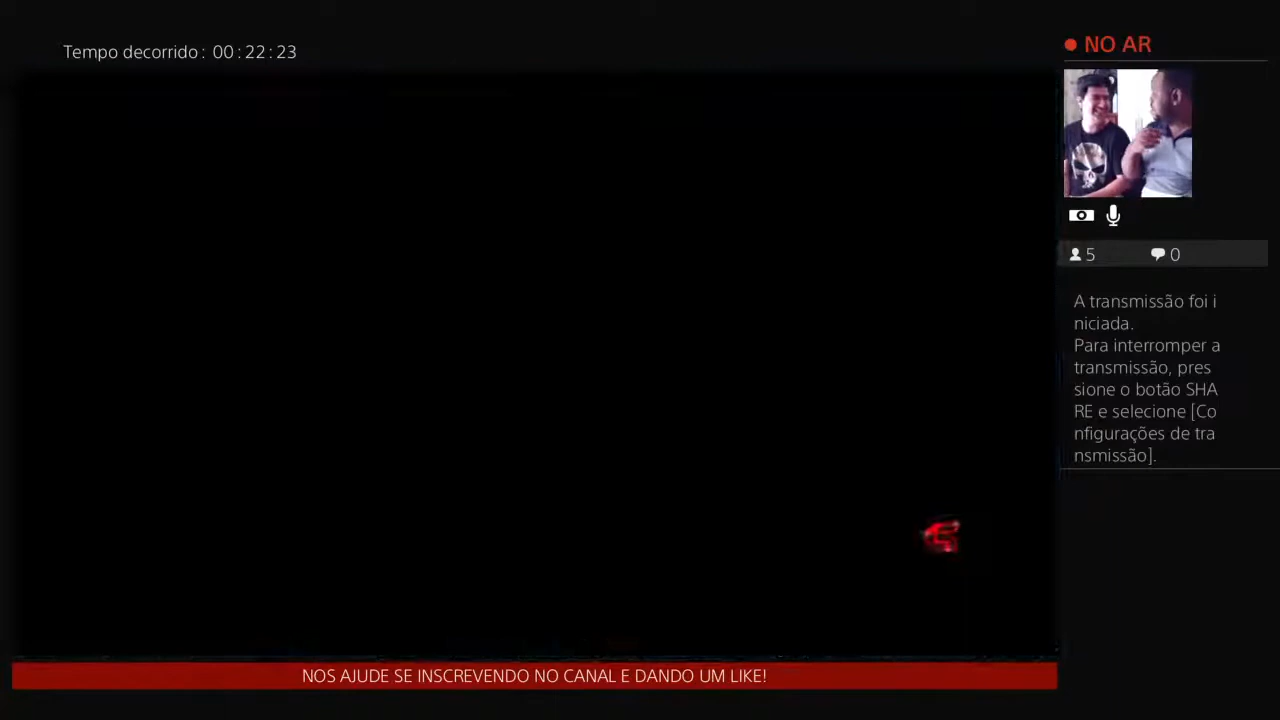 Tempo decorrido: 00:22:23
NO AR
5 0
A transmissão foi i
niciada.
Para interromper a
transmissão, pres
sione o botão SHA
RE e selecione [Co
nfigurações de tra
nsmissão].
NOS AJUDE SE INSCREVENDO NO CANAL E DANDO UM LIKE!